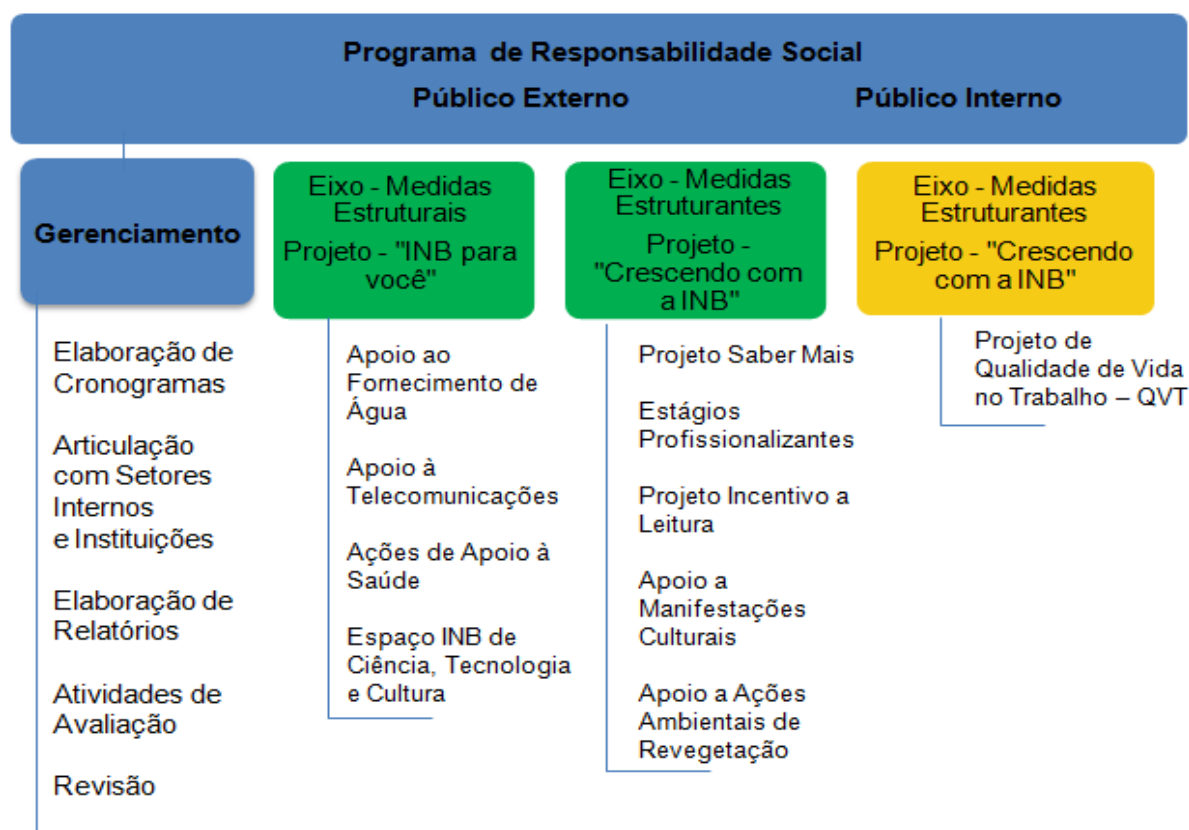 Programa de Responsabilidade Social
Público Externo
Público Interno
Gerenciamento
Elaboração de
Cronogramas
Articulação
com Setores
Internos
e Instituições
Elaboração de
Relatórios
Atividades de
Avaliação
Revisão
Eixo - Medidas
Estruturais
Projeto - "INB para
você"
Apoio ao
Fornecimento de
Água
Apoio à
Telecomunicações
Ações de Apoio à
Saúde
Espaço INB de
Ciência, Tecnologia
e Cultura
Eixo - Medidas
Estruturantes
Projeto -
"Crescendo com
a INB"
Projeto Saber Mais
Estágios
Profissionalizantes
Projeto Incentivo a
Leitura
Apoio a
Manifestações
Culturais
Apoio a Ações
Ambientais de
Revegetação
Eixo - Medidas
Estruturantes
Projeto - "Crescendo
com a INB"
Projeto de
Qualidade de Vida
no Trabalho – QVT